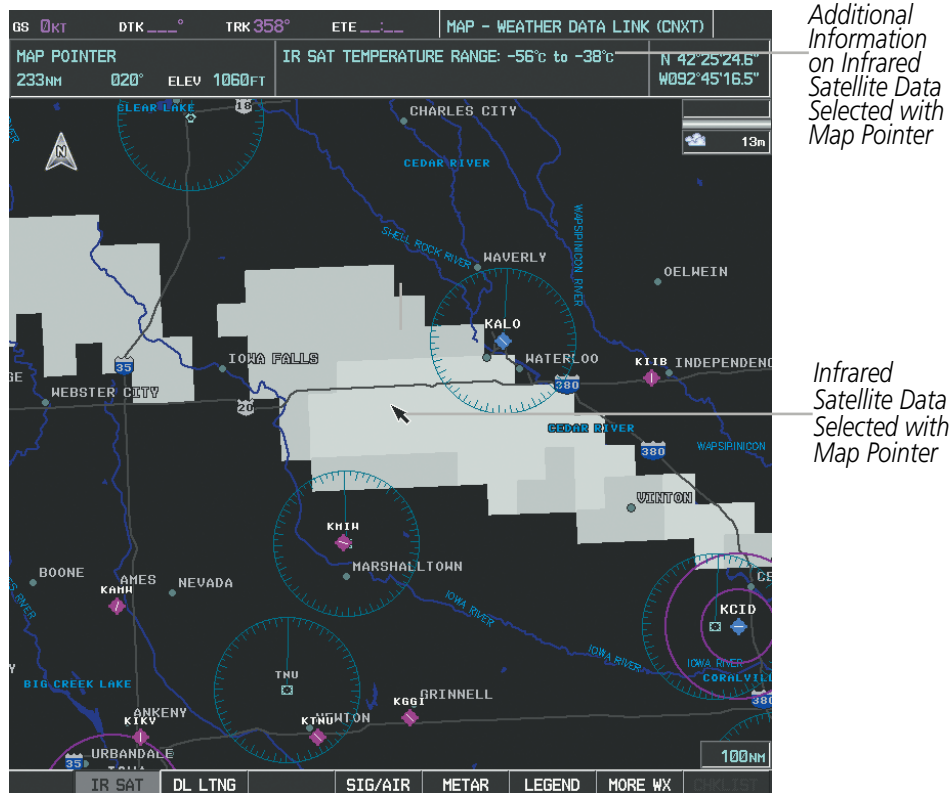 GS 0KT DTK ___° TRK 358° ETE __:__ MAP - WEATHER DATA LINK (CNXT)
MAP POINTER
233NM 020° ELEV 1060FT
IR SAT TEMPERATURE RANGE: -56°C to -38°C
N 42°25'24.6"
W092°45'16.5"
Additional
Information
on Infrared
Satellite Data
Selected with
Map Pointer
CLEAR LAKE
18
CHARLES CITY
13m
N
CEDAR RIVER
WAPSIPINICON RIVER
SHELL ROCK RIVER
WAVERLY
OELWEIN
KALO
IOWA FALLS
WATERLOO
KIIB
INDEPENDENC
35
380
GE
WEBSTER CITY
20
Infrared
Satellite Data
Selected with
Map Pointer
CEDAR RIVER
380
WAPSIPINICON
VINTON
KMIW
MARSHALLTOWN
BOONE
AMES
NEVADA
KAMW
IOWA RIVER
KCID
IOWA RIVER
IOWA RIVER
CORALVILL
380
TNU
BIG CREEK LAKE
GRINNELL
KGGI
ANKENY
KIKV
KTNU
NEWTON
URBANDALE
35
100NM
IR SAT DL LTNG SIG/AIR METAR LEGEND MORE WX CHKLIST